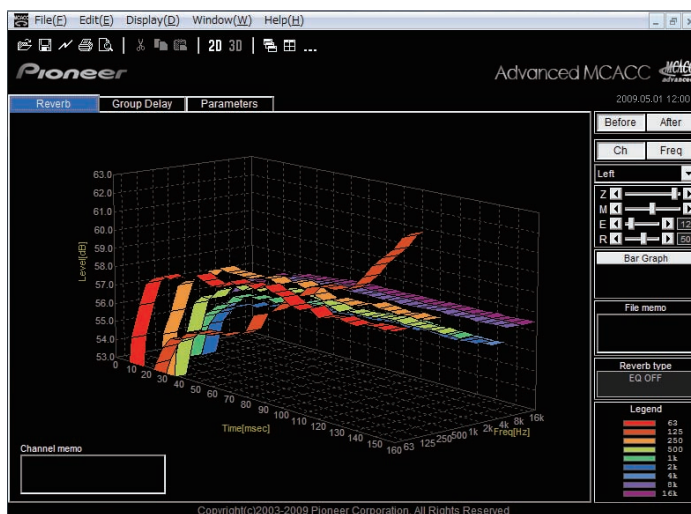 File(F) Edit(E) Display(D) Window(W) Help(H)
2D 3D ...
Pioneer
Advanced MCACC MCACC advanced
Reverb Group Delay Parameters
2009.05.01 12:00
Before After
Ch Freq
Left
Z
M
E 12
R 50
Bar Graph
File memo
Reverb type
EQ OFF
Legend
63
125
250
500
1k
2k
4k
8k
16k
Level[dB]
63.0
62.0
61.0
60.0
59.0
58.0
57.0
56.0
55.0
54.0
53.0
0 10 20 30 40 50 60 70 80 90 100 110 120 130 140 150 160
Time[msec]
63 125 250 500 1k 2k 4k 8k 16k
Freq[Hz]
Channel memo
Copyright(c)2003-2009 Pioneer Corporation. All Rights Reserved